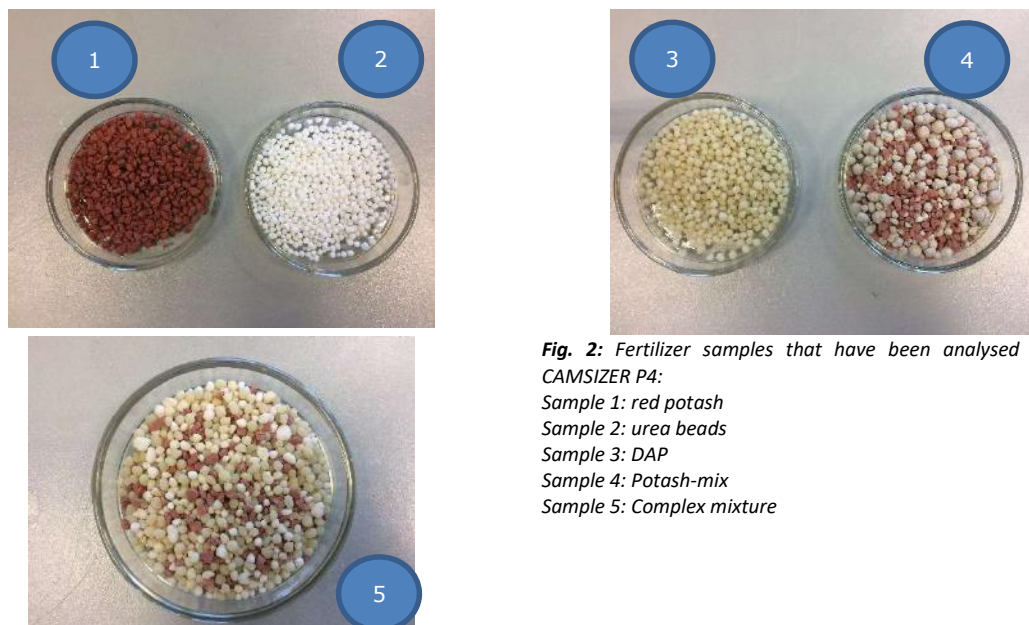 1
2
3
4
5
Fig. 2: Fertilizer samples that have been analysed
CAMSIZER P4:
Sample 1: red potash
Sample 2: urea beads
Sample 3: DAP
Sample 4: Potash-mix
Sample 5: Complex mixture